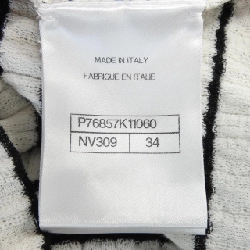 MADE IN ITALY
FABRIQUE EN ITALIE
P76857K11060
NV309 34